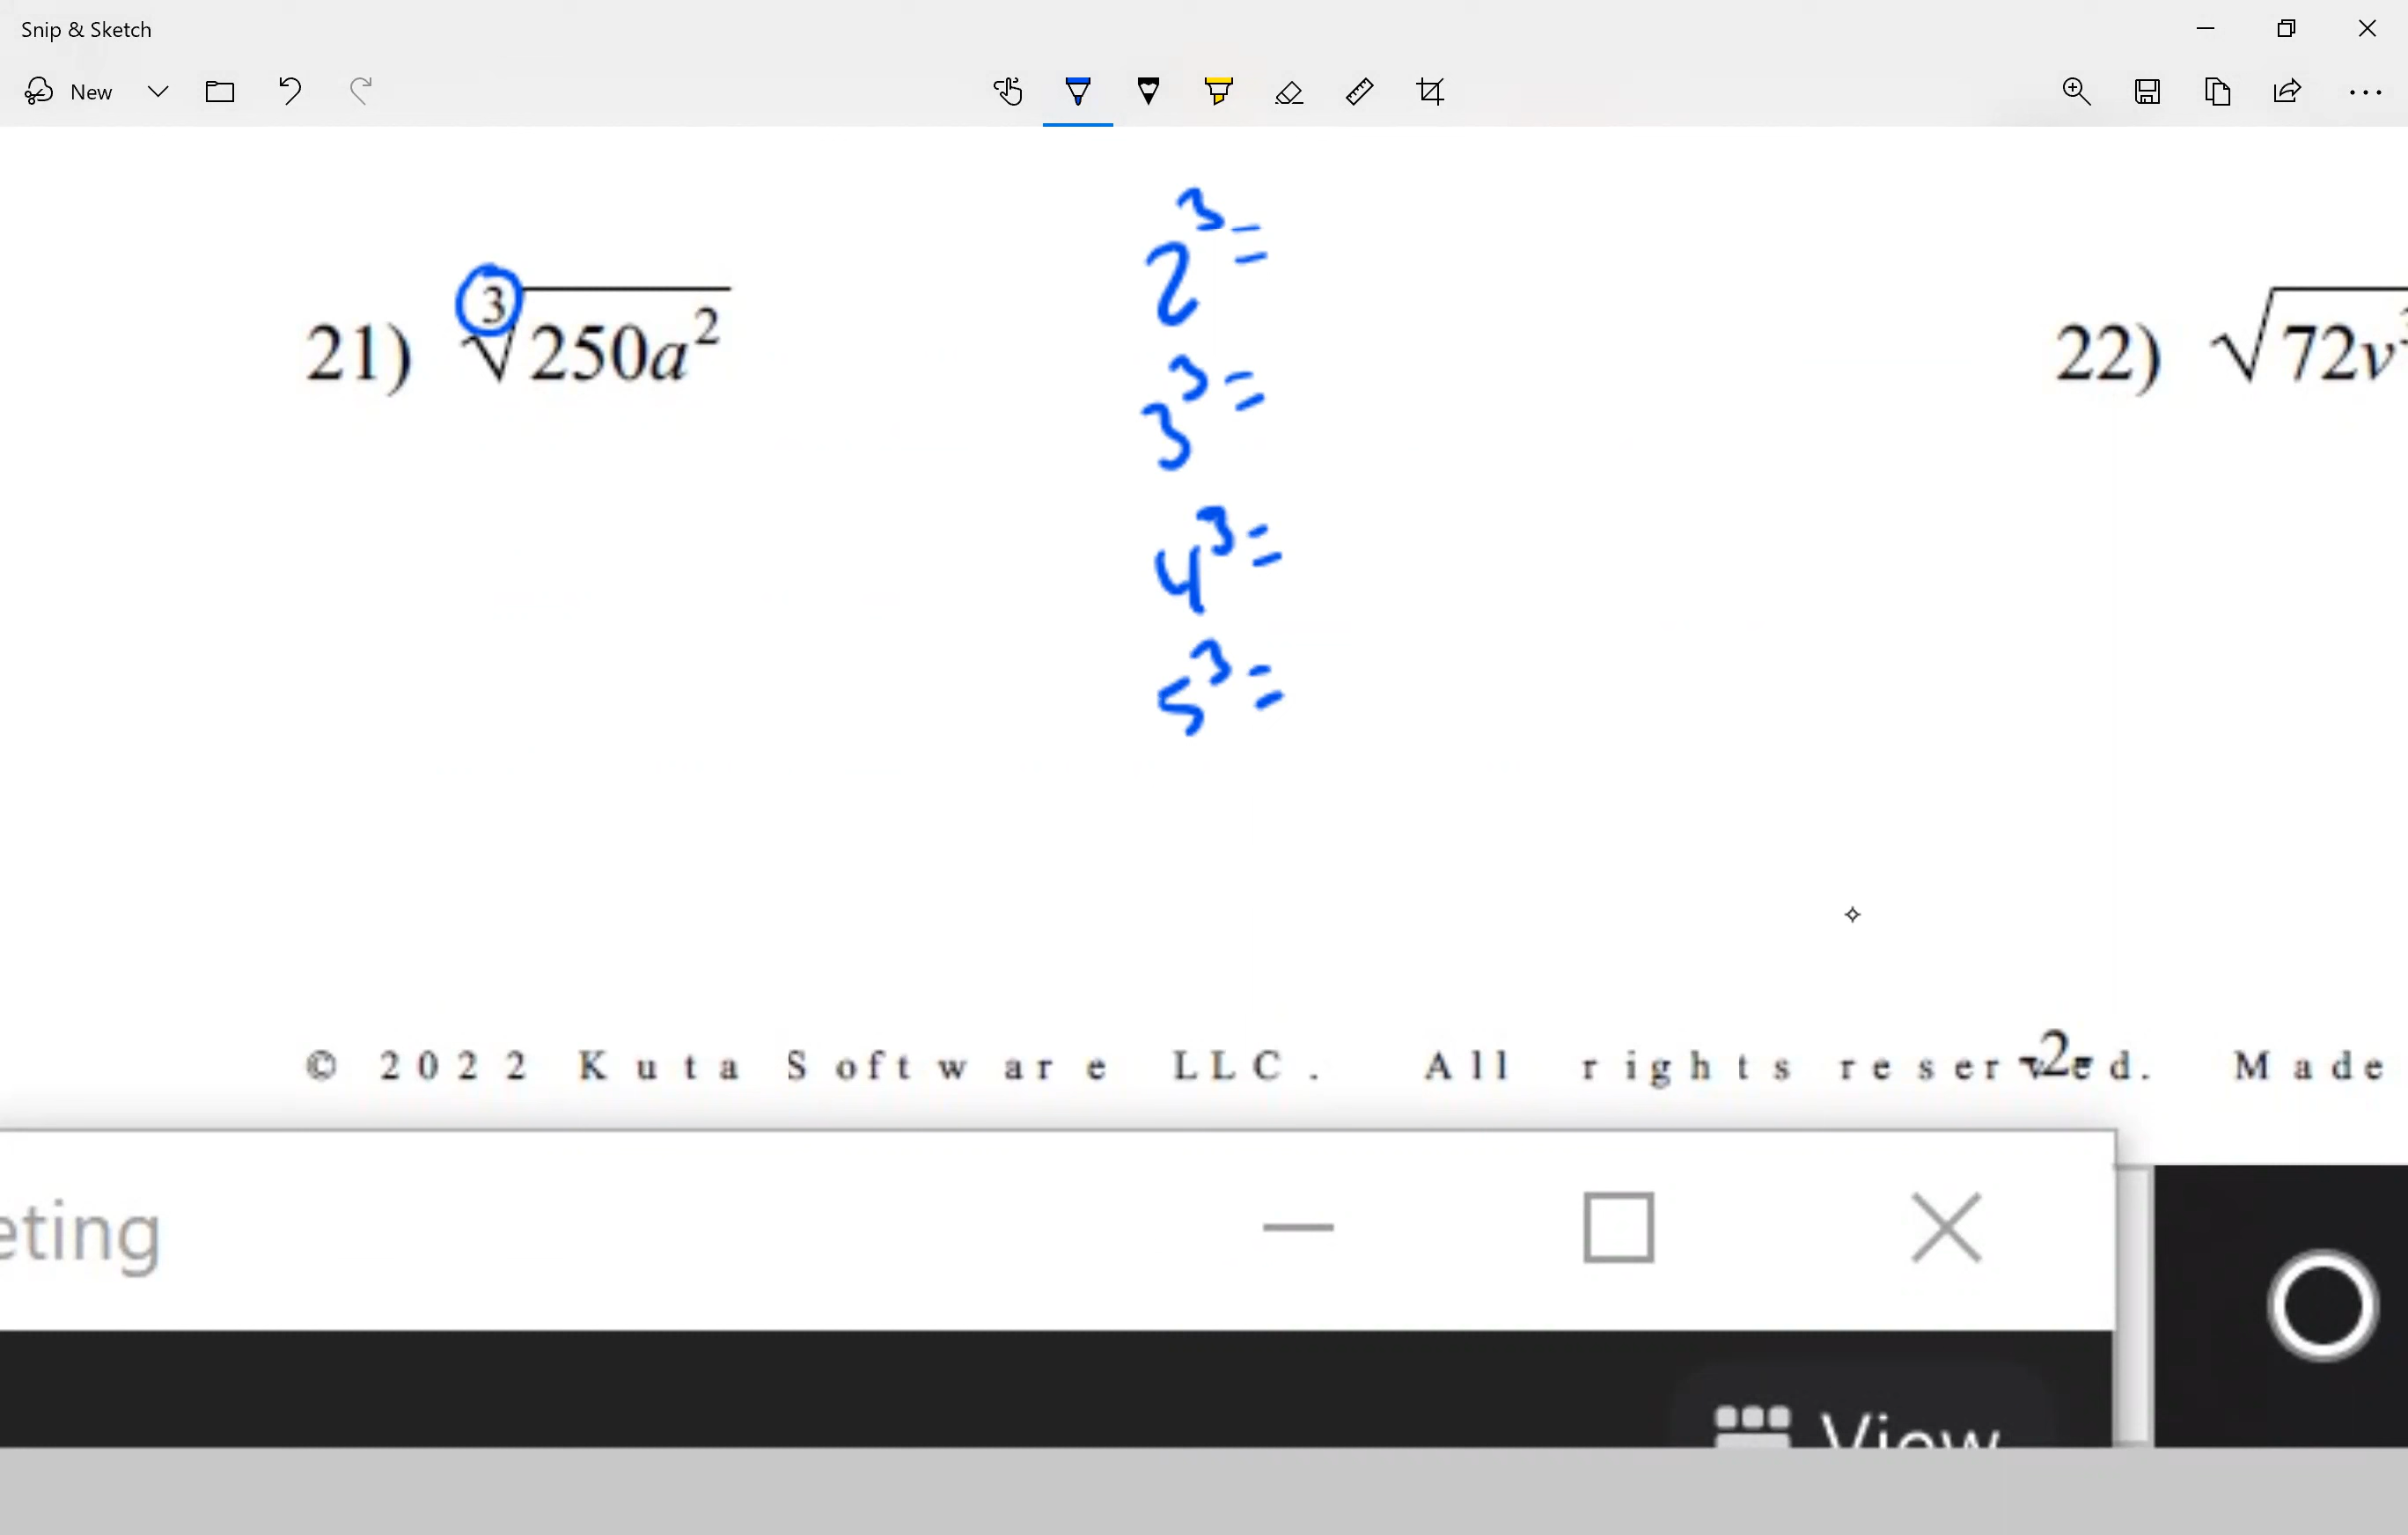 Snip & Sketch
New
21) ∛250a²
2³=
3³=
4³=
5³=
22) √72v
© 2022 Kuta Software LLC. All rights reserved. Made
-2-
eting
View